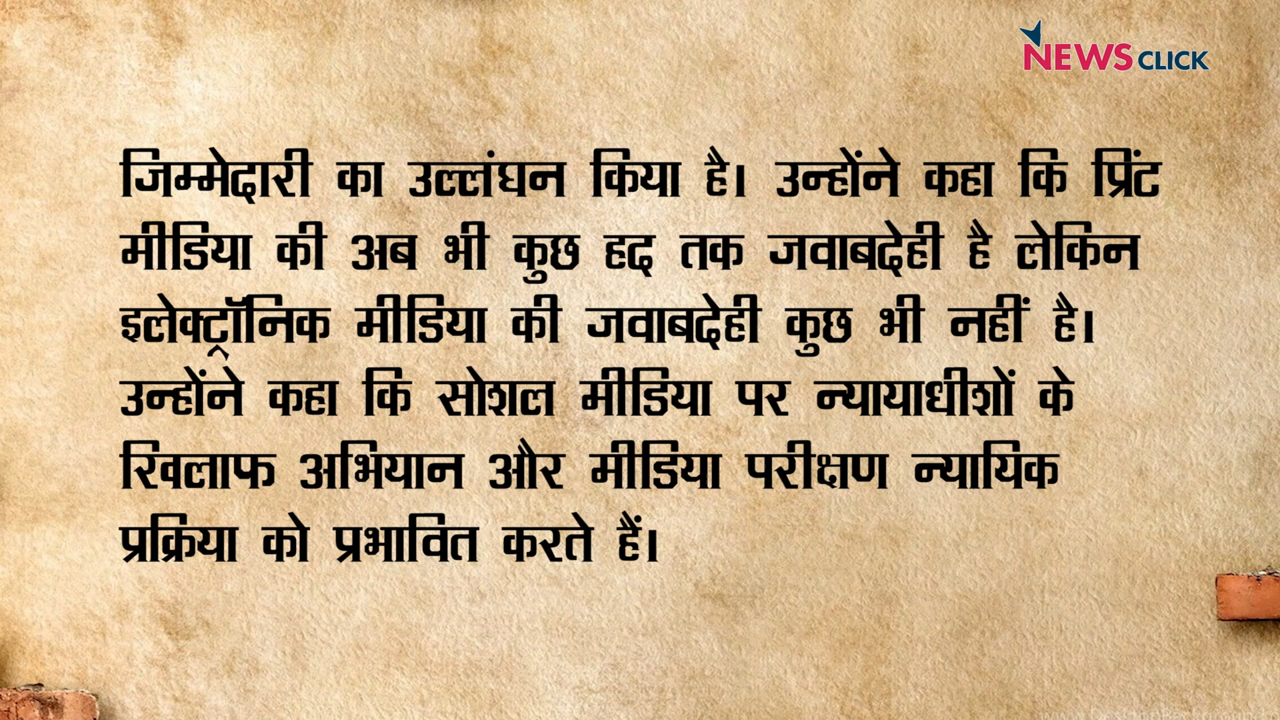 NEWS CLICK
जिम्मेदारी का उल्लंघन किया है। उन्होंने कहा कि प्रिंट
मीडिया की अब भी कुछ हद तक जवाबदेही है लेकिन
इलेक्ट्रॉनिक मीडिया की जवाबदेही कुछ भी नहीं है।
उन्होंने कहा कि सोशल मीडिया पर न्यायाधीशों के
खिलाफ अभियान और मीडिया परीक्षण न्यायिक
प्रक्रिया को प्रभावित करते हैं।